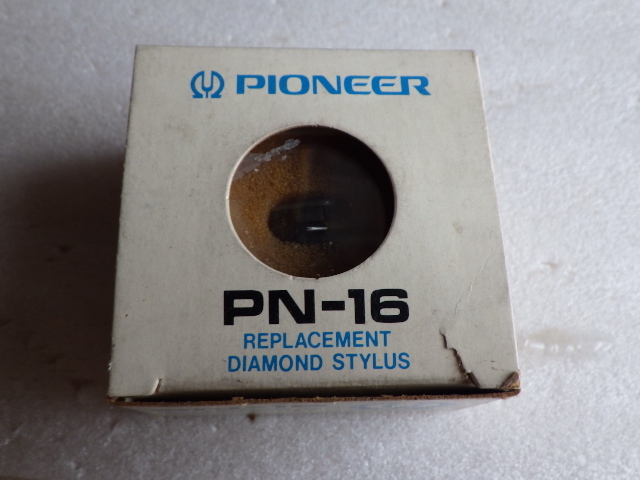 PIONEER
PN-16
REPLACEMENT
DIAMOND STYLUS